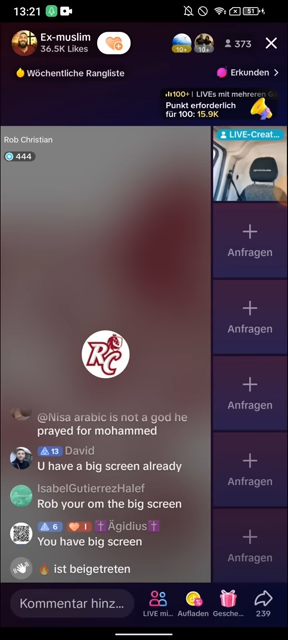 13:21
51
Ex-muslim
36.5K Likes
10+
10+
373
Wöchentliche Rangliste
Erkunden
100+ LIVEs mit mehreren G
Punkt erforderlich
für 100: 15.9K
Rob Christian
444
LIVE-Creat...
Anfragen
Anfragen
Anfragen
Anfragen
Anfragen
RC
@Nisa arabic is not a god he
prayed for mohammed
13 David
U have a big screen already
IsabelGutierrezHalef
Rob your om the big screen
6 I ✝Ägidius✝
You have big screen
ist beigetreten
Kommentar hinz...
LIVE mi...
Aufladen
Gesche...
239